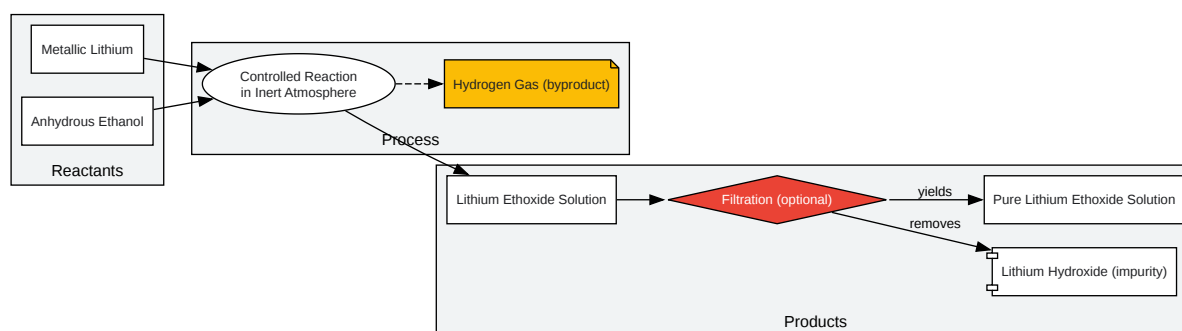 Metallic Lithium
Anhydrous Ethanol
Reactants
Controlled Reaction
in Inert Atmosphere
Hydrogen Gas (byproduct)
Process
Lithium Ethoxide Solution
Filtration (optional)
yields
removes
Pure Lithium Ethoxide Solution
Lithium Hydroxide (impurity)
Products